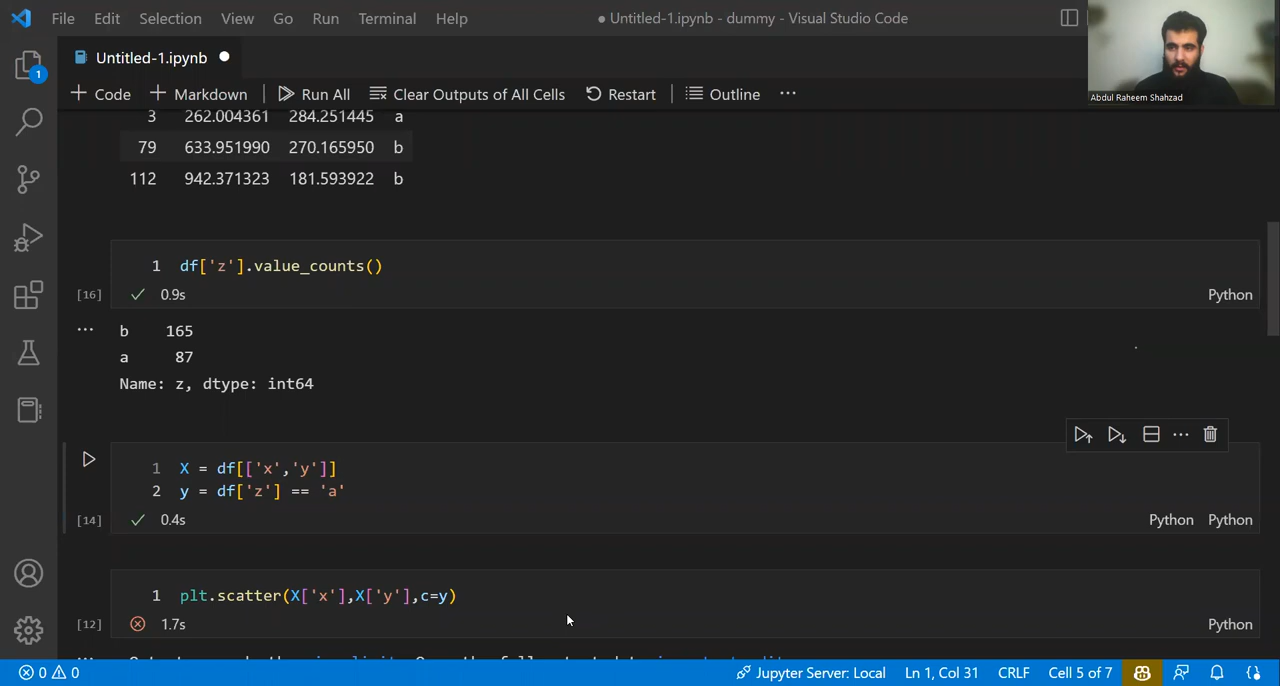 File Edit Selection View Go Run Terminal Help
● Untitled-1.ipynb - dummy - Visual Studio Code
Untitled-1.ipynb
Code Markdown Run All Clear Outputs of All Cells Restart Outline ...
Abdul Raheem Shahzad
1
3 262.004361 284.251445 a
79 633.951990 270.165950 b
112 942.371323 181.593922 b
1 df['z'].value_counts()
[16] 0.9s Python
b 165
a 87
Name: z, dtype: int64
1 X = df[['x','y']]
2 y = df['z'] == 'a'
[14] 0.4s Python Python
1 plt.scatter(X['x'],X['y'],c=y)
[12] 1.7s Python
0 0 Jupyter Server: Local Ln 1, Col 31 CRLF Cell 5 of 7